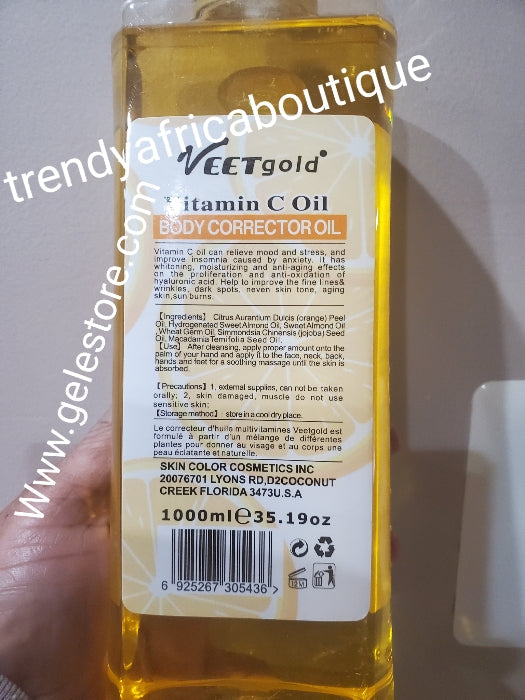 trendyafricaboutique
www.gelestore.com
VEETgold
Vitamin C Oil
BODY CORRECTOR OIL
Vitamin C oil can relieve mood and stress, and
improve insomnia caused by anxiety. It has
whitening, moisturizing and anti-aging effects
on the proliferation and anti-oxidation of
hyaluronic acid. Help to improve the fine lines&
wrinkles, dark spots, neven skin tone, aging
skin,sun burns.
【Ingredients】 Citrus Aurantium Dulcis (orange) Peel
Oil, Hydrogenated Sweet Almond Oil, Sweet Almond Oil
,Wheat Germ Oil, Simmondsia Chinensis (jojoba) Seed
Oil, Macadamia Temifolia Seed Oil.
【Use】 After cleansing, apply proper amount onto the
palm of your hand and apply it to the face, neck, back,
hands and feet for a soothing massage until the skin is
absorbed.
【Precautions】1, external supplies, can not be taken
orally; 2, skin damaged, muscle do not use
sensitive skin;
【Storage method】: store in a cool dry place.
Le correcteur d'huile multivitamines Veetgold est
formulé à partir d'un mélange de différentes
plantes pour donner au visage et au corps une
peau éclatante et naturelle.
SKIN COLOR COSMETICS INC
20076701 LYONS RD,D2COCONUT
CREEK FLORIDA 3473U.S.A
1000ml℮35.19oz
6 925267 305436 >
12M